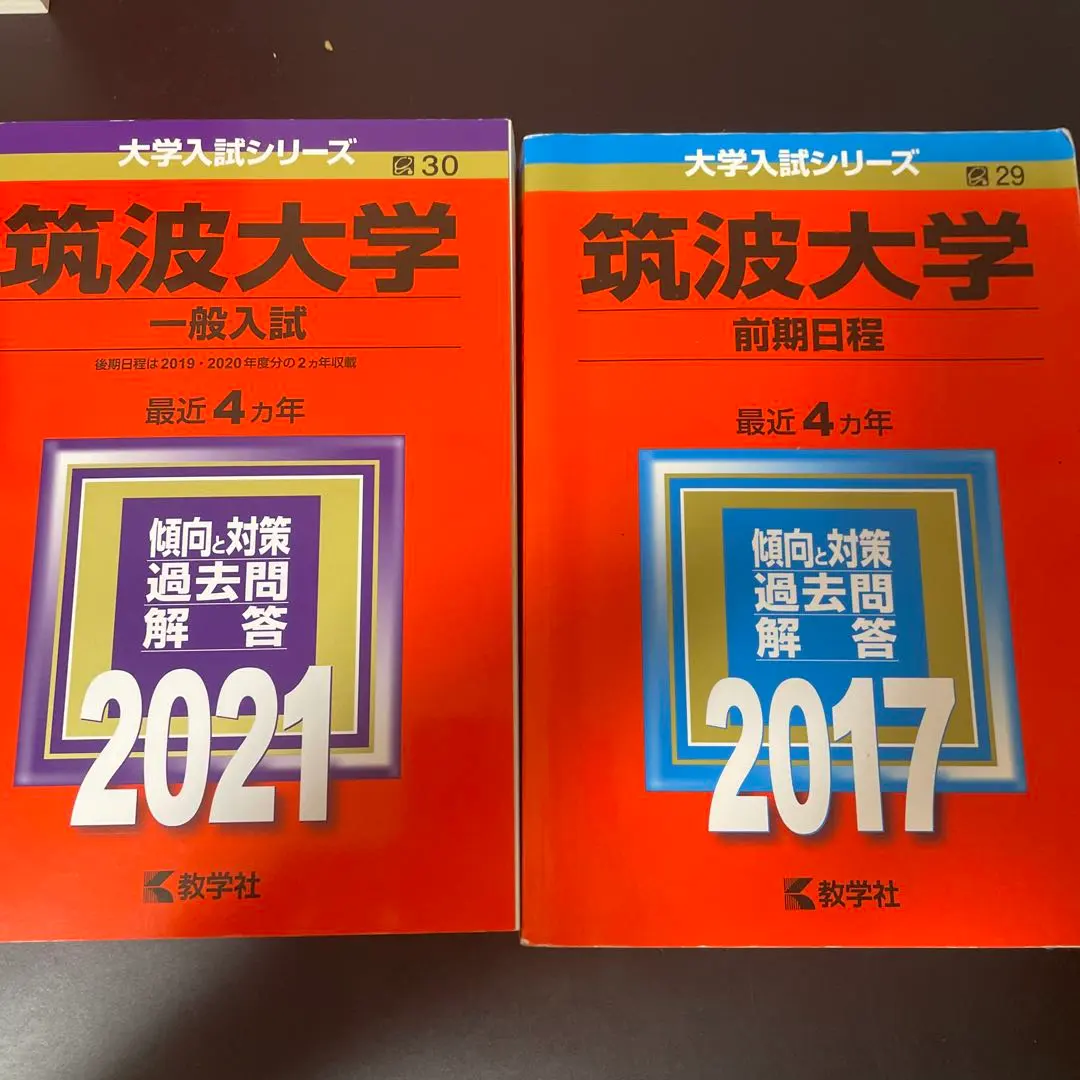 大学入試シリーズ
30
筑波大学
一般入試
後期日程は2019・2020年度分の2ヵ年収載
最近4ヵ年
傾向と対策
過去問
解答
2021
教学社
大学入試シリーズ
29
筑波大学
前期日程
最近4ヵ年
傾向と対策
過去問
解答
2017
教学社